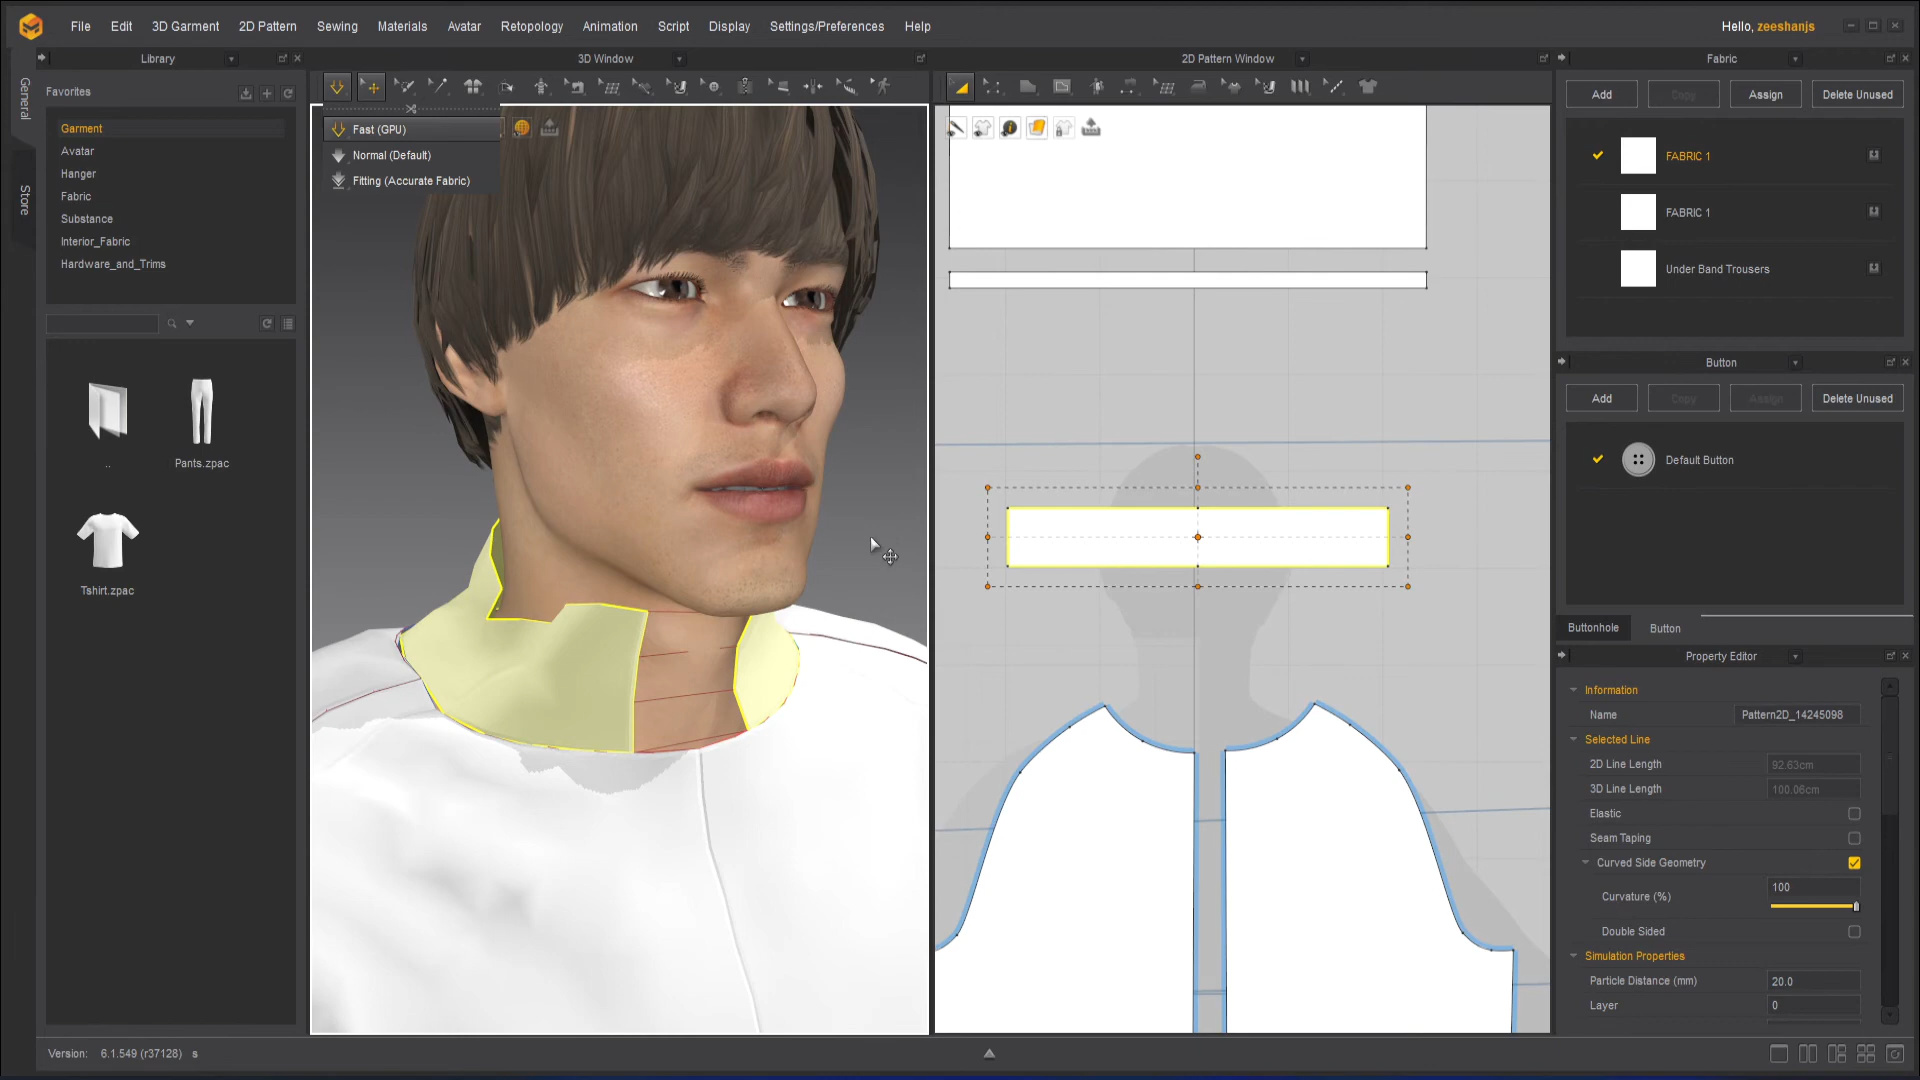 File Edit 3D Garment 2D Pattern Sewing Materials Avatar Retopology Animation Script Display Settings/Preferences Help
Hello, zeeshanjs
General
Store
Library
Favorites
Garment
Avatar
Hanger
Fabric
Substance
Interior_Fabric
Hardware_and_Trims
..
Pants.zpac
Tshirt.zpac
3D Window
Fast (GPU)
Normal (Default)
Fitting (Accurate Fabric)
2D Pattern Window
Fabric
Add Copy Assign Delete Unused
FABRIC 1
FABRIC 1
Under Band Trousers
Button
Add Copy Assign Delete Unused
Default Button
Buttonhole Button
Property Editor
Information
Name Pattern2D_14245098
Selected Line
2D Line Length 92.63cm
3D Line Length 100.06cm
Elastic
Seam Taping
Curved Side Geometry
Curvature (%) 100
Double Sided
Simulation Properties
Particle Distance (mm) 20.0
Layer 0
Version: 6.1.549 (r37128) s